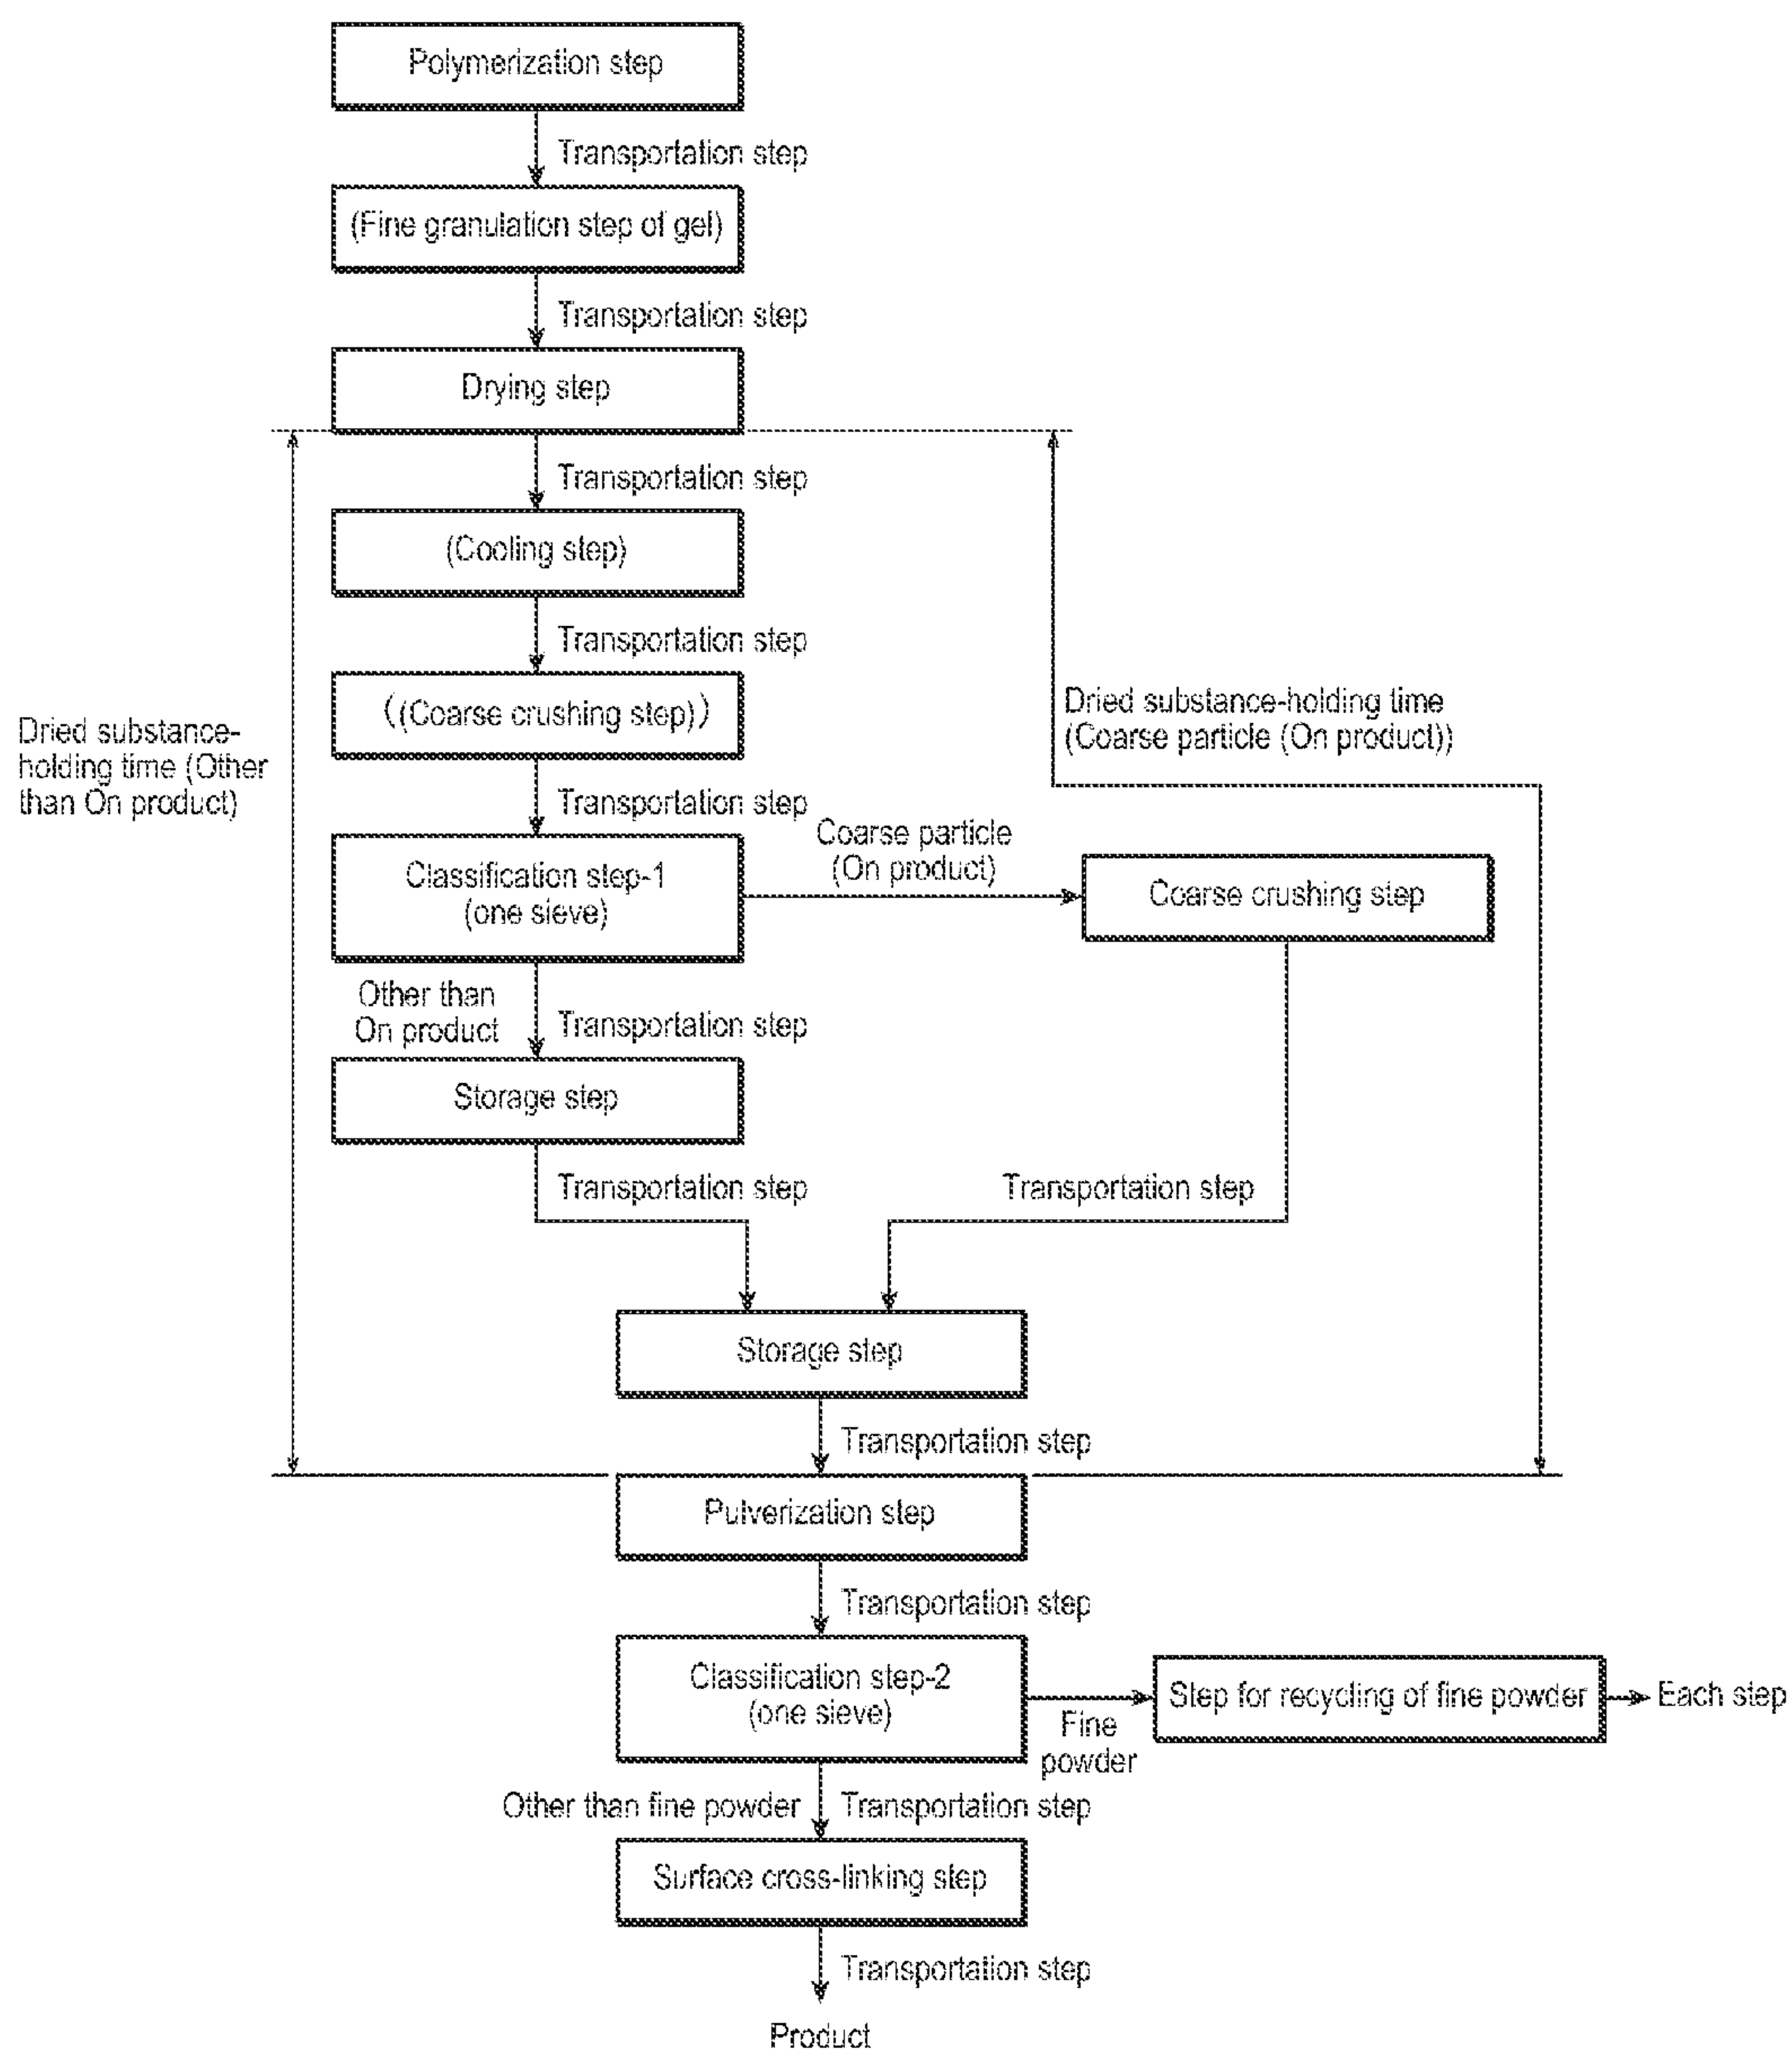 Polymerization step
Transportation step
(Fine granulation step of gel)
Transportation step
Drying step
Transportation step
(Cooling step)
Transportation step
((Coarse crushing step))
Dried substance-
holding time (Other
than On product)
Dried substance-holding time
(Coarse particle (On product))
Transportation step
Classification step-1
(one sieve)
Coarse particle
(On product)
Coarse crushing step
Other than
On product
Transportation step
Storage step
Transportation step
Transportation step
Storage step
Transportation step
Pulverization step
Transportation step
Classification step-2
(one sieve)
Fine
powder
Step for recycling of fine powder
Each step
Other than fine powder
Transportation step
Surface cross-linking step
Transportation step
Product